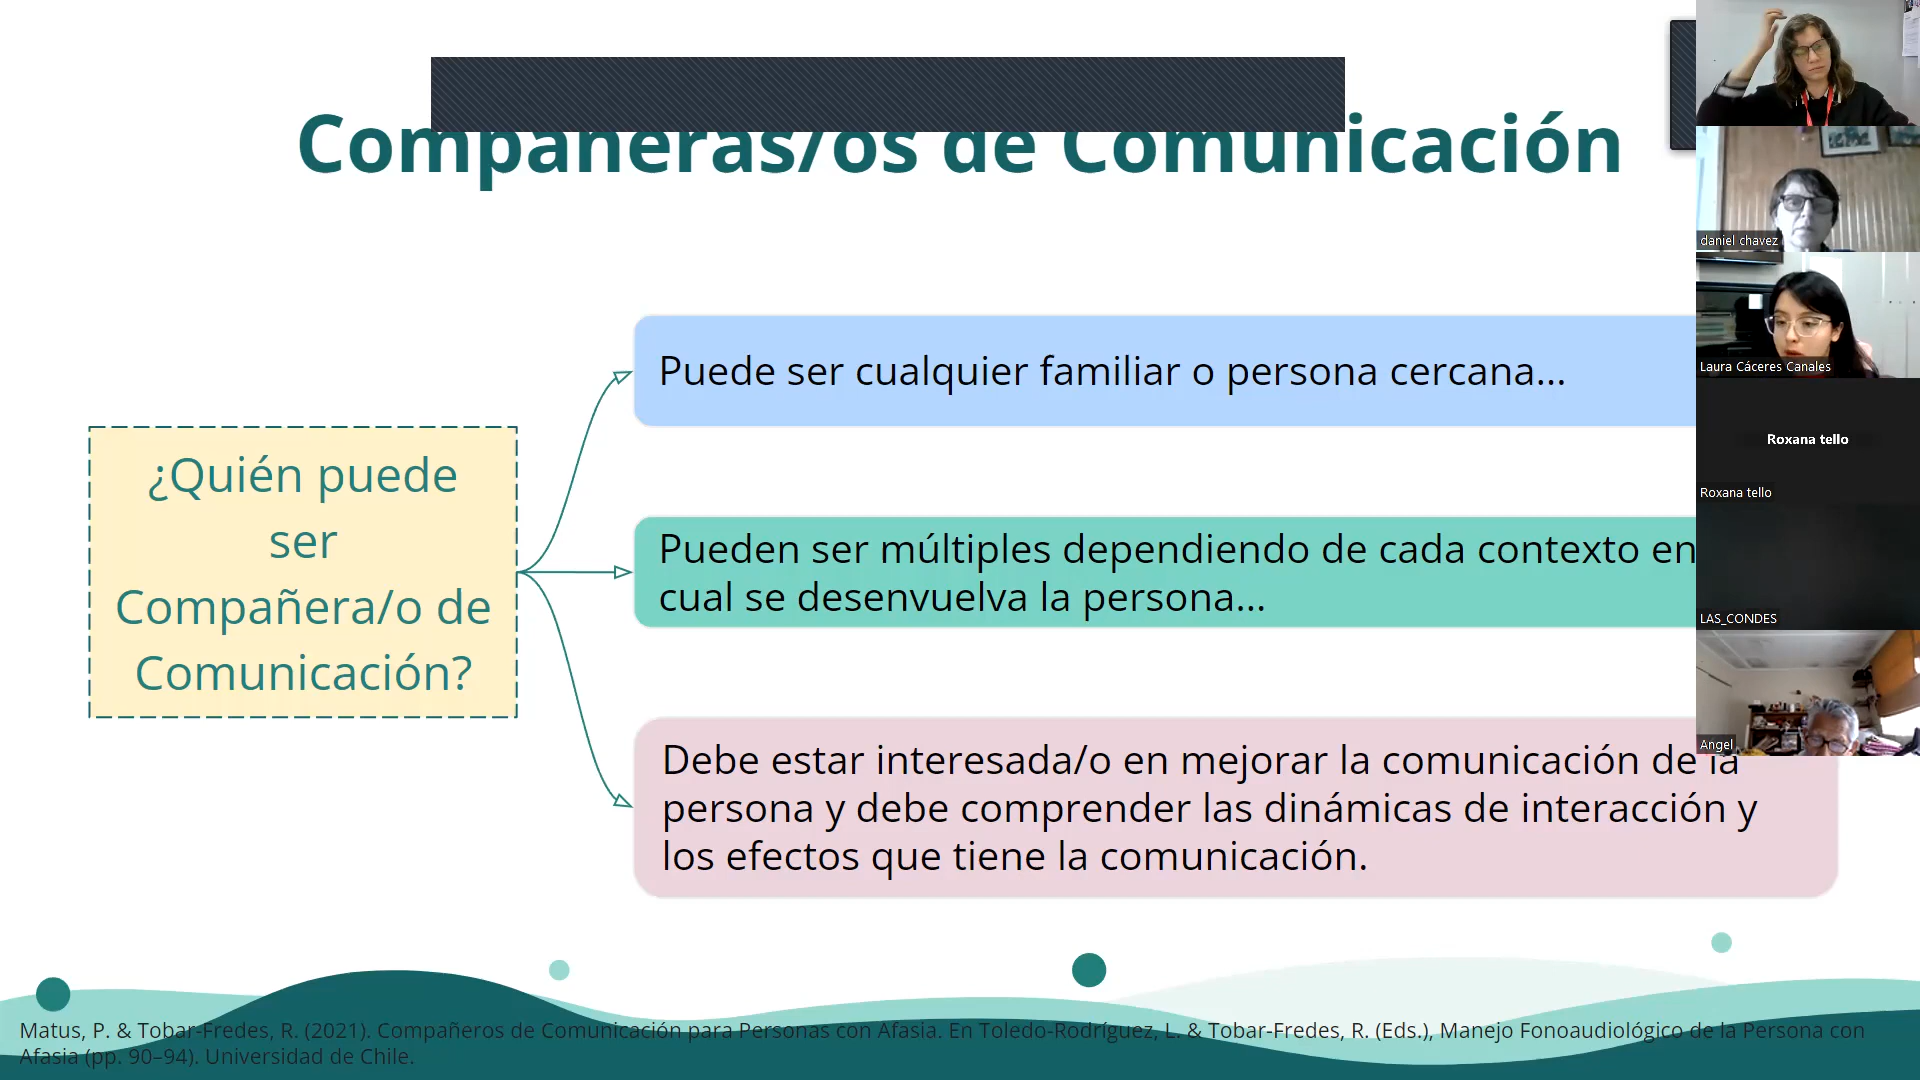 Compañeras/os de Comunicación
¿Quién puede
ser
Compañera/o de
Comunicación?
Puede ser cualquier familiar o persona cercana...
Pueden ser múltiples dependiendo de cada contexto en
cual se desenvuelva la persona...
Debe estar interesada/o en mejorar la comunicación de la
persona y debe comprender las dinámicas de interacción y
los efectos que tiene la comunicación.
Matus, P. & Tobar-Fredes, R. (2021). Compañeros de Comunicación para Personas con Afasia. En Toledo-Rodríguez, L. & Tobar-Fredes, R. (Eds.), Manejo Fonoaudiológico de la Persona con
Afasia (pp. 90–94). Universidad de Chile.
daniel chavez
Laura Cáceres Canales
Roxana tello
Roxana tello
LAS_CONDES
Angel